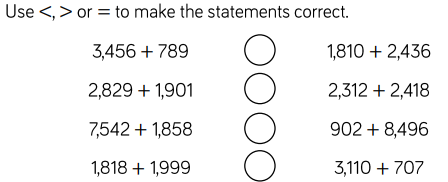 Use <, > or = to make the statements correct.
3,456 + 789 1,810 + 2,436
2,829 + 1,901 2,312 + 2,418
7,542 + 1,858 902 + 8,496
1,818 + 1,999 3,110 + 707